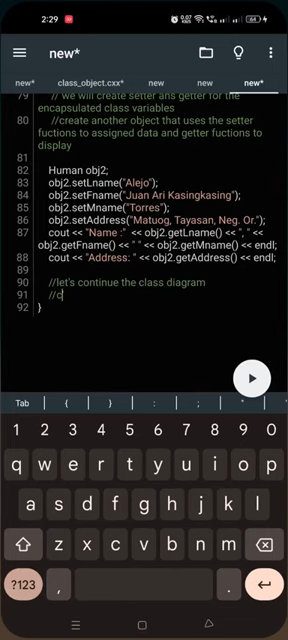 2:29
0.07 KB/s
64
new*
new*
class_object.cxx*
new
new
new*
79
// we will create setter ans getter for the
encapsulated class variables
80
//create another object that uses the setter
fuctions to assigned data and getter fuctions to
display
81
82
Human obj2;
83
obj2.setLname("Alejo");
84
obj2.setFname("Juan Ari Kasingkasing");
85
obj2.setMname("Torres");
86
obj2.setAddress("Matuog, Tayasan, Neg. Or.");
87
cout << "Name :" << obj2.getLname() << ", " <<
obj2.getFname() << " " << obj2.getMname() << endl;
88
cout << "Address: " << obj2.getAddress() << endl;
89
90
//let's continue the class diagram
91
//c
92
}
Tab { } : ; "
1 2 3 4 5 6 7 8 9 0
q w e r t y u i o p
a s d f g h j k l
z x c v b n m
?123 , .